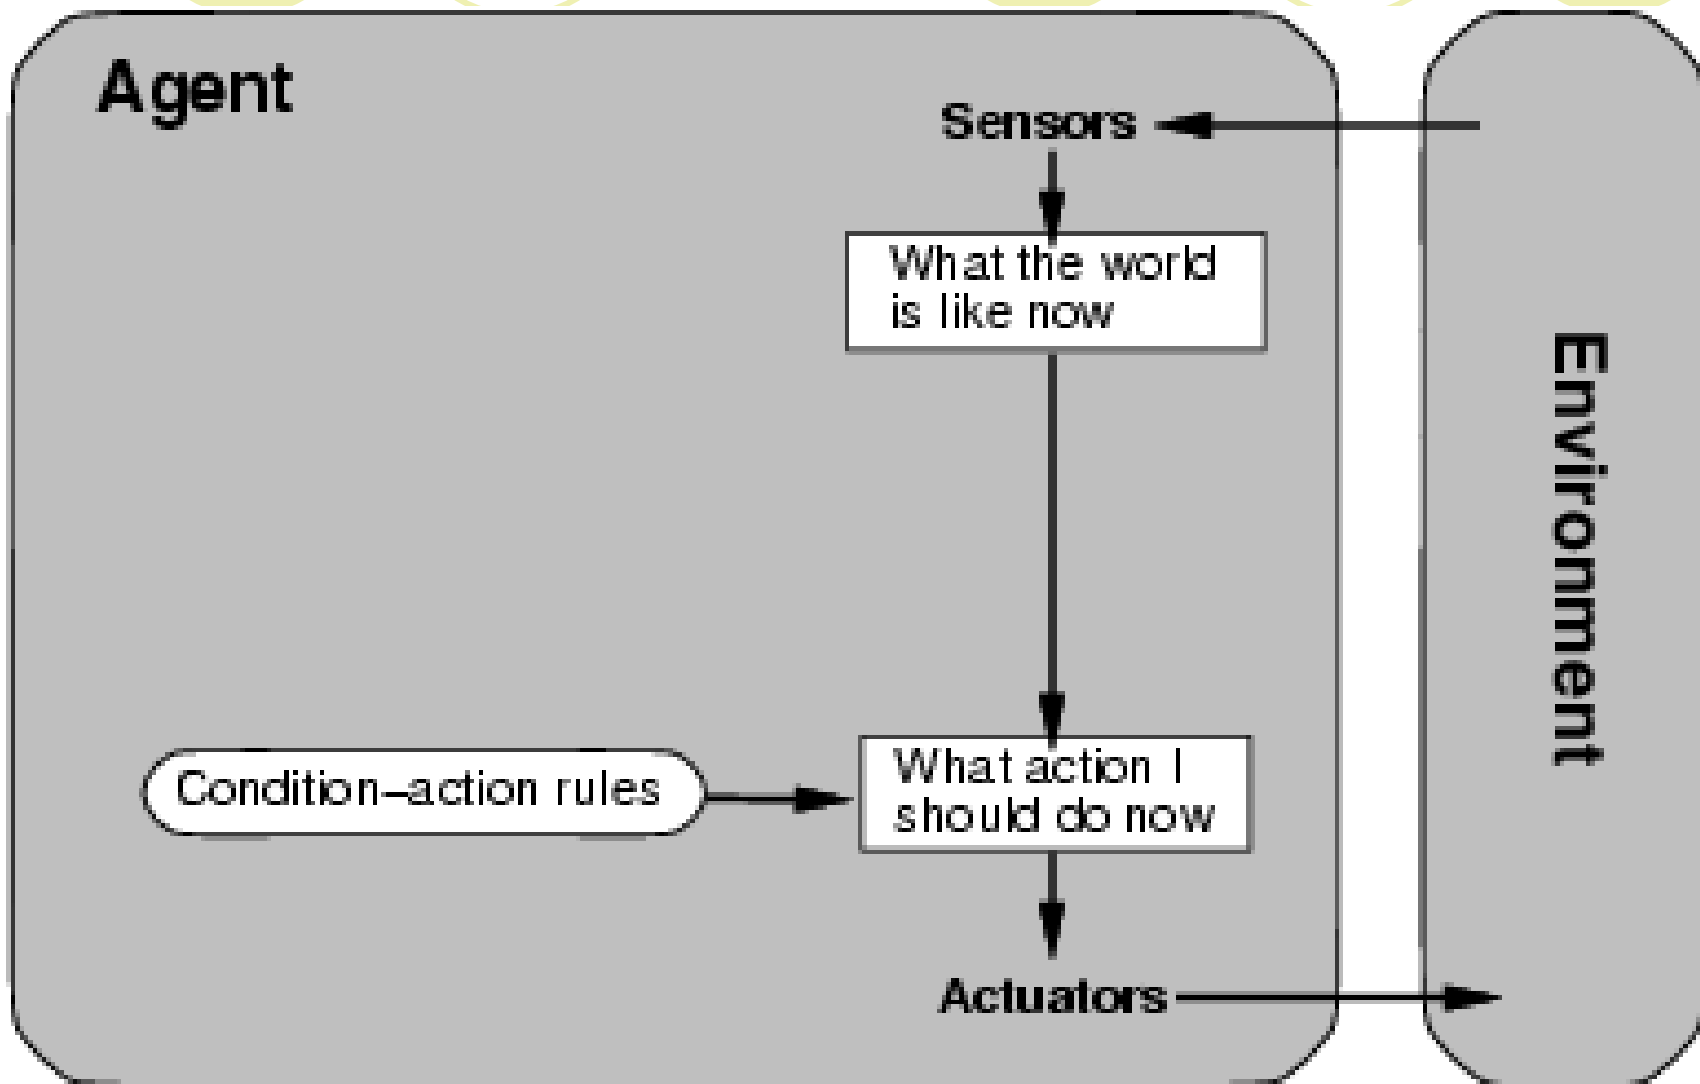 Agent
Sensors
What the world
is like now
Environment
Condition–action rules
What action I
should do now
Actuators